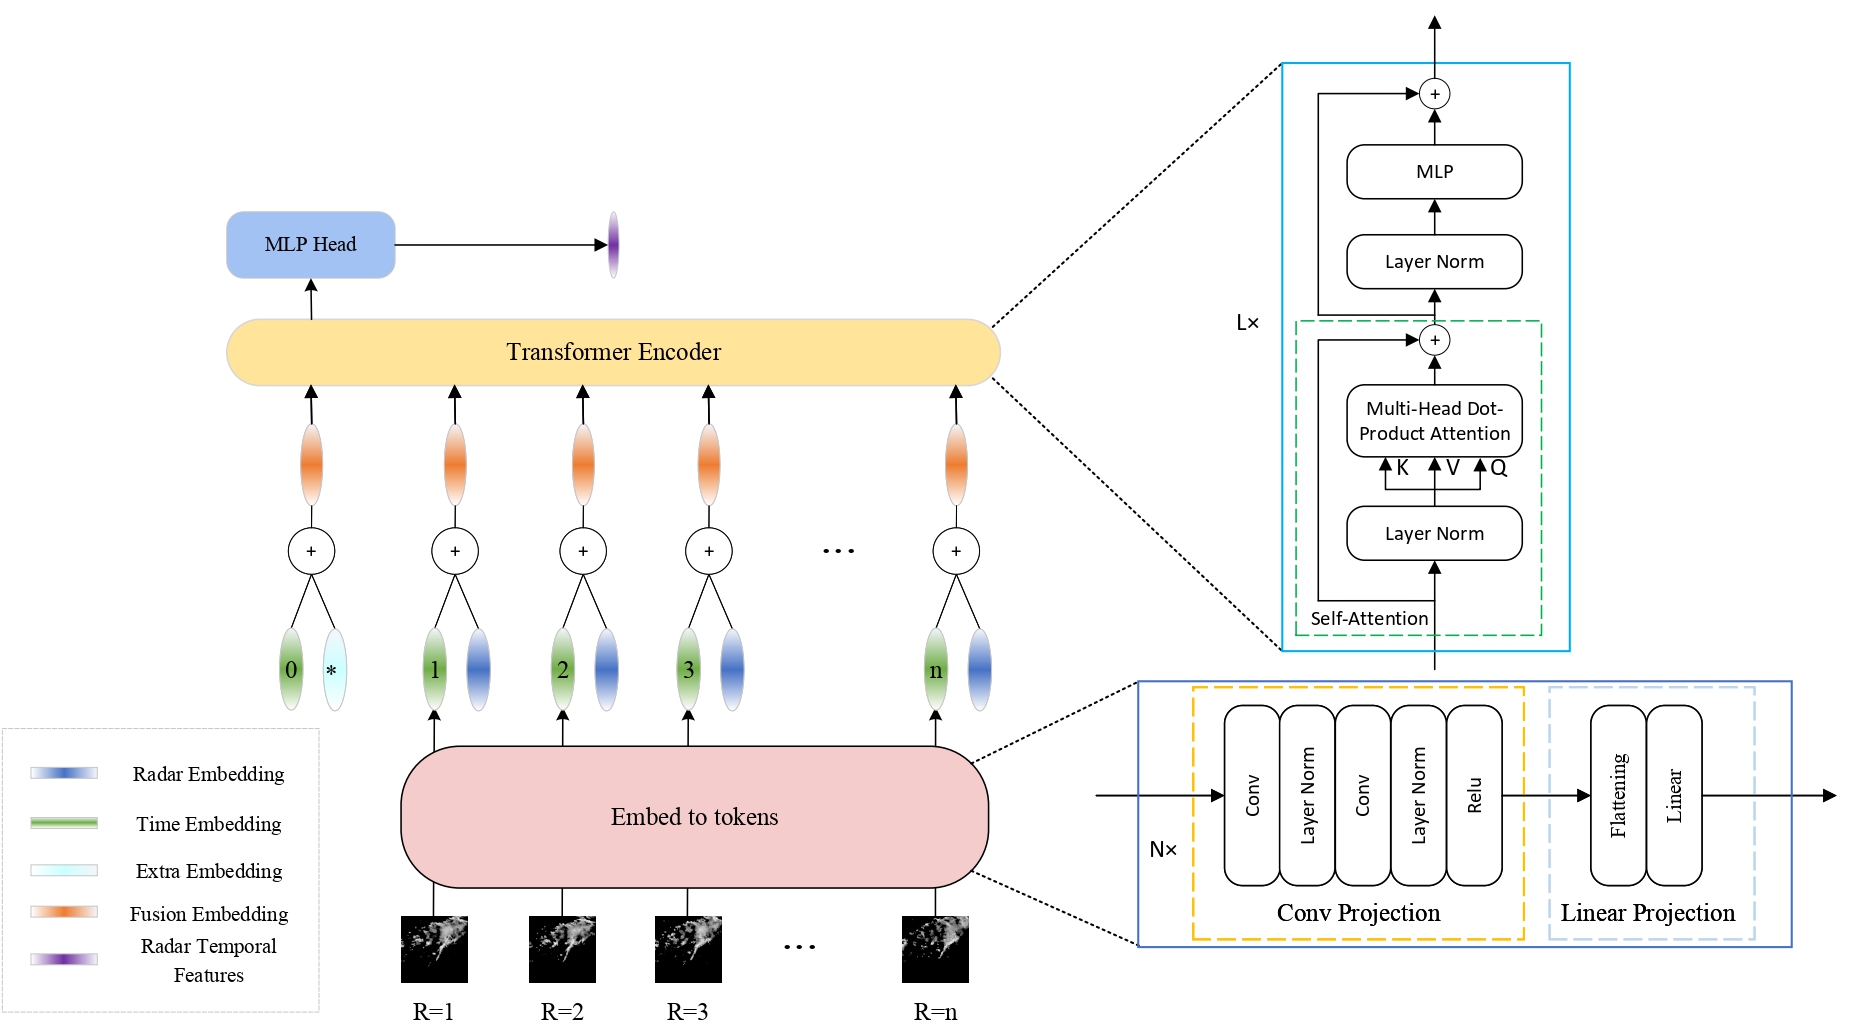 +
MLP
Layer Norm
L×
+
Multi-Head Dot-
Product Attention
K V Q
Layer Norm
Self-Attention
MLP Head
Transformer Encoder
+ + + + ... +
0 * 1 2 3 n
Embed to tokens
R=1 R=2 R=3 ... R=n
Radar Embedding
Time Embedding
Extra Embedding
Fusion Embedding
Radar Temporal
Features
N×
Conv
Layer Norm
Conv
Layer Norm
Relu
Conv Projection
Flattening
Linear
Linear Projection